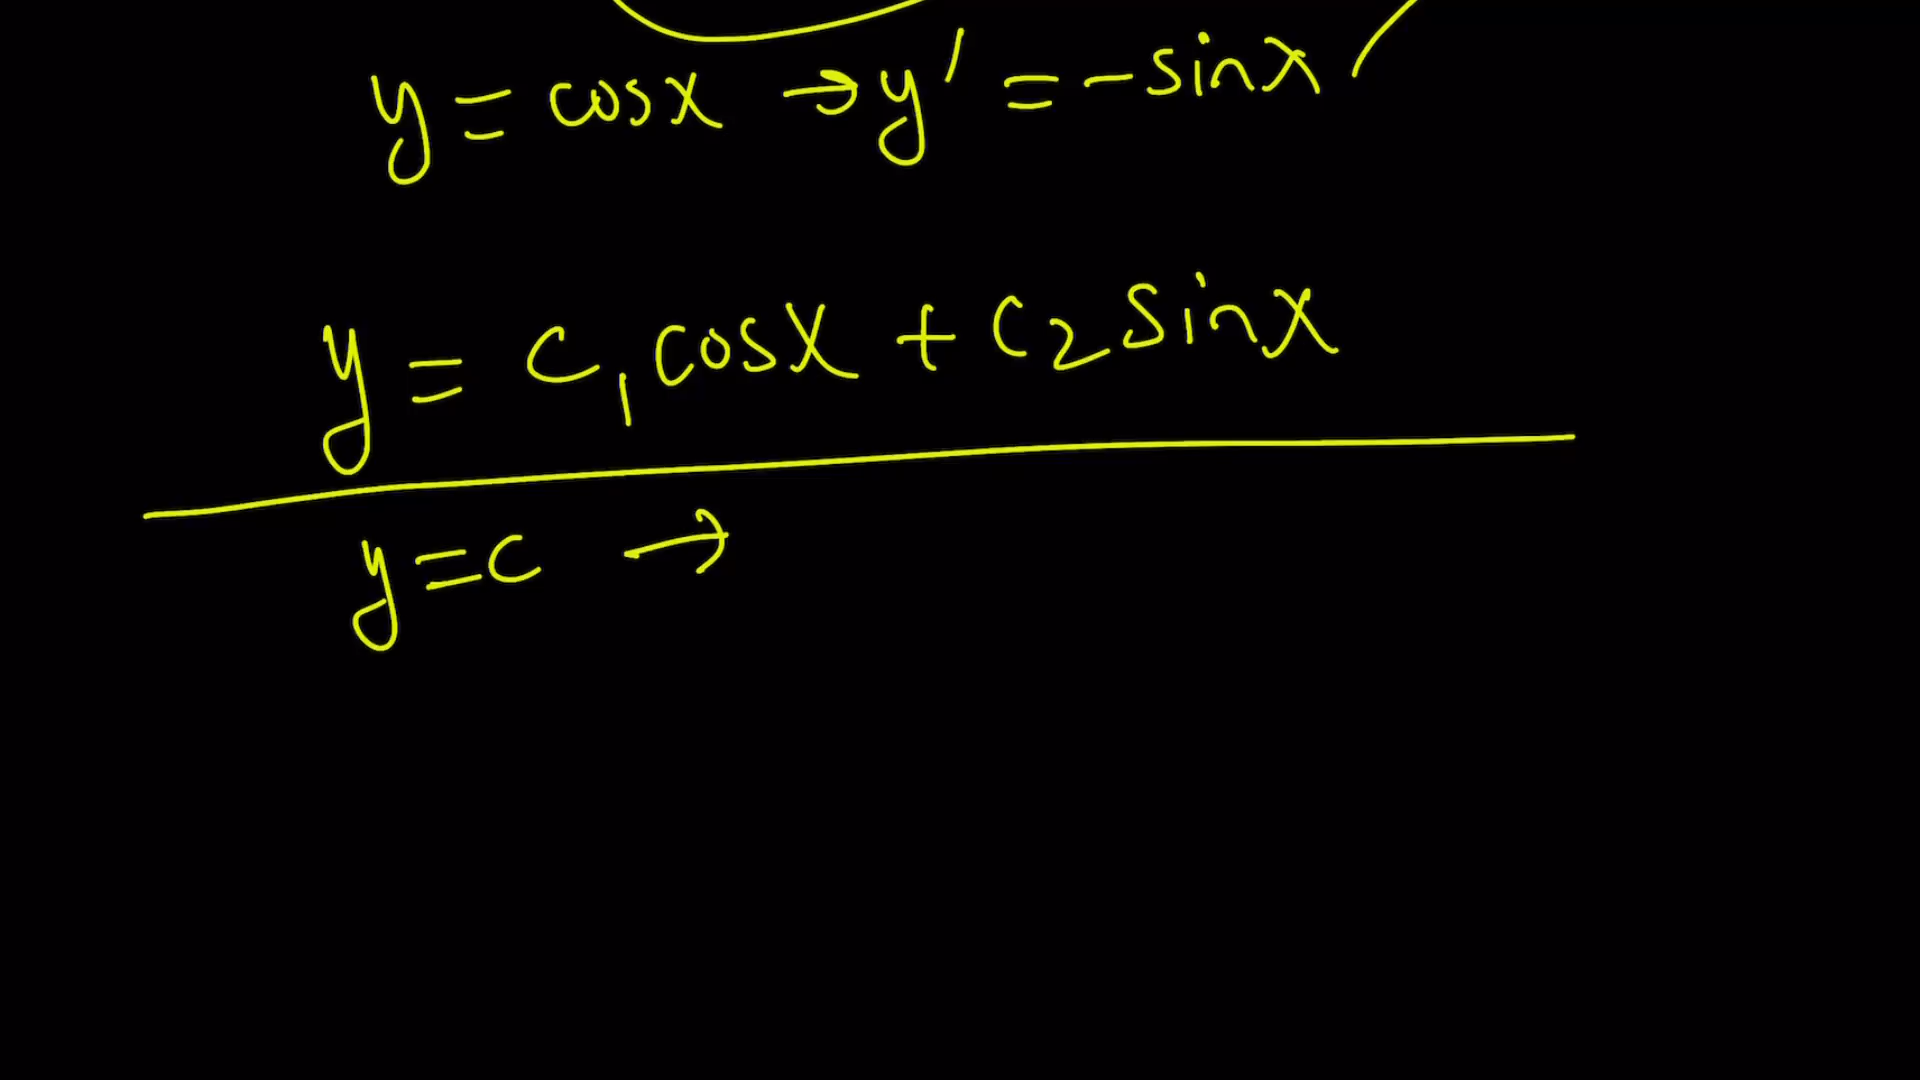 y = cosx → y' = -sinx
y = c₁cosx + c₂sinx
y = c →